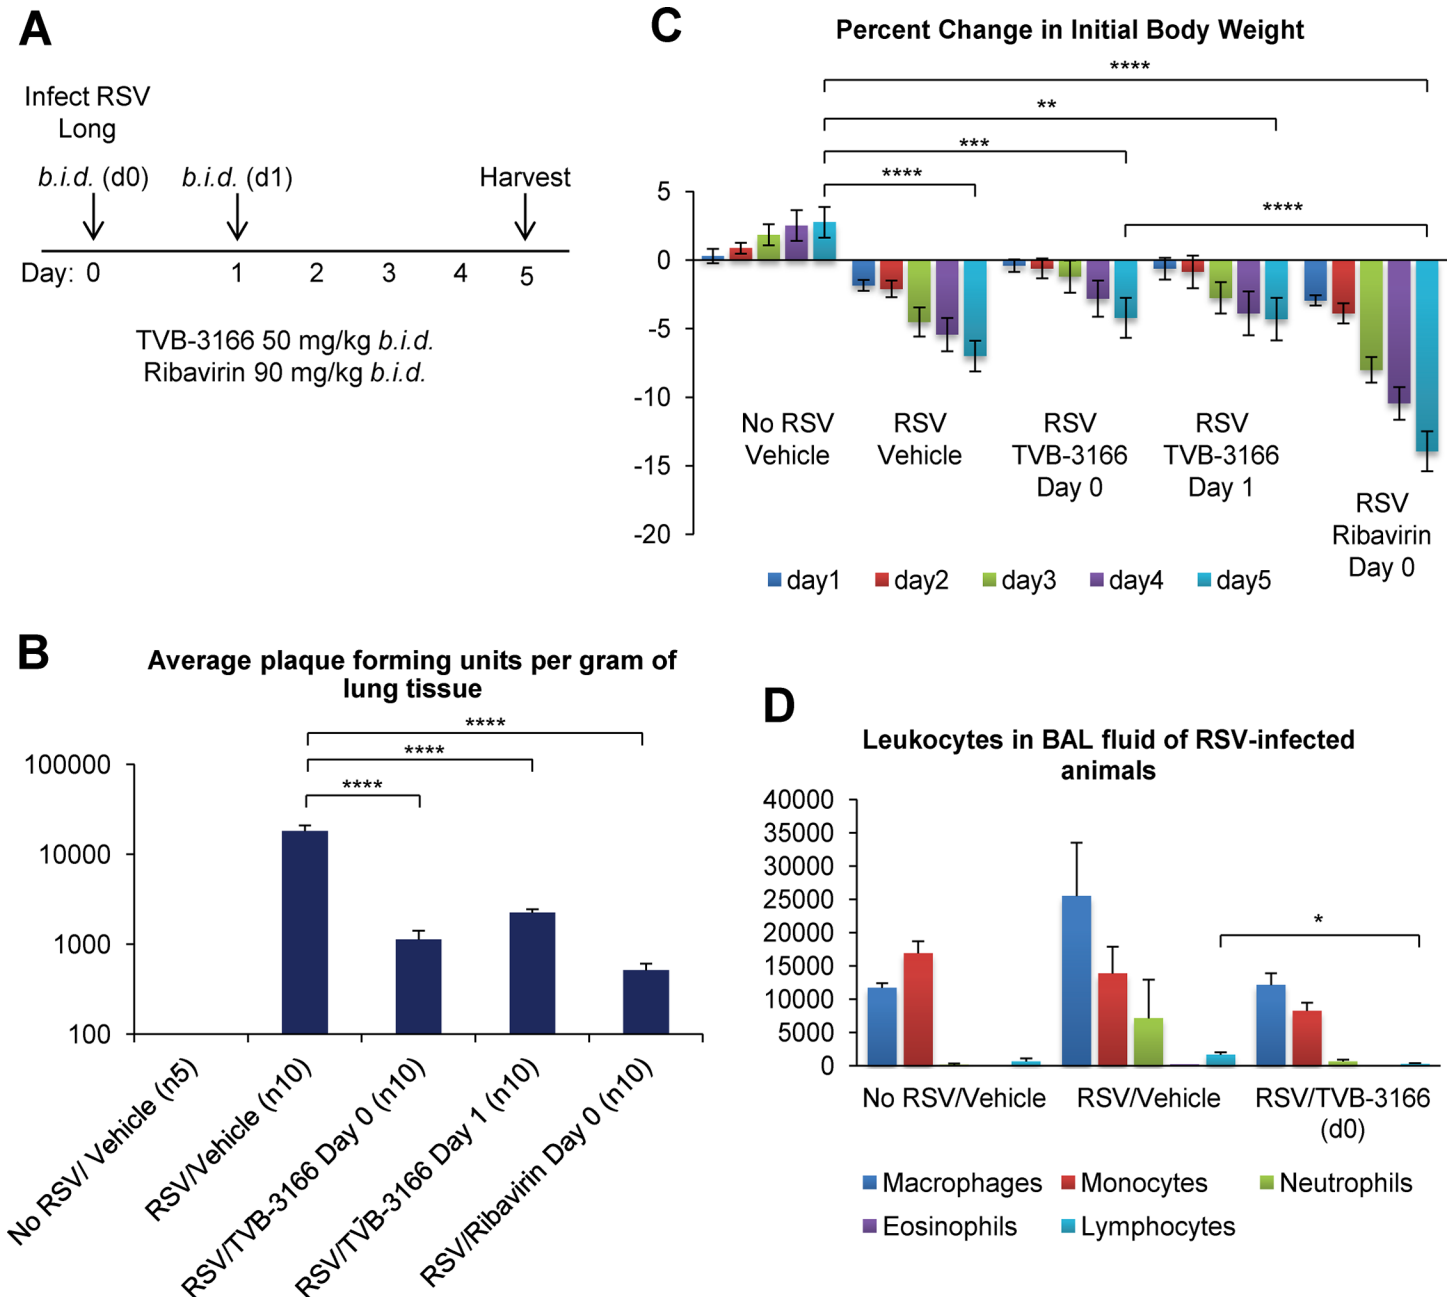 A
Infect RSV
Long
b.i.d. (d0)
b.i.d. (d1)
Harvest
Day: 0 1 2 3 4 5
TVB-3166 50 mg/kg b.i.d.
Ribavirin 90 mg/kg b.i.d.
C
Percent Change in Initial Body Weight
****
**
***
****
****
5
0
-5
-10
-15
-20
No RSV
Vehicle
RSV
Vehicle
RSV
TVB-3166
Day 0
RSV
TVB-3166
Day 1
RSV
Ribavirin
Day 0
day1 day2 day3 day4 day5
B
Average plaque forming units per gram of
lung tissue
****
****
****
100000
10000
1000
100
No RSV/ Vehicle (n5)
RSV/Vehicle (n10)
RSV/TVB-3166 Day 0 (n10)
RSV/TVB-3166 Day 1 (n10)
RSV/Ribavirin Day 0 (n10)
D
Leukocytes in BAL fluid of RSV-infected
animals
*
40000
35000
30000
25000
20000
15000
10000
5000
0
No RSV/Vehicle
RSV/Vehicle
RSV/TVB-3166
(d0)
Macrophages Monocytes Neutrophils
Eosinophils Lymphocytes